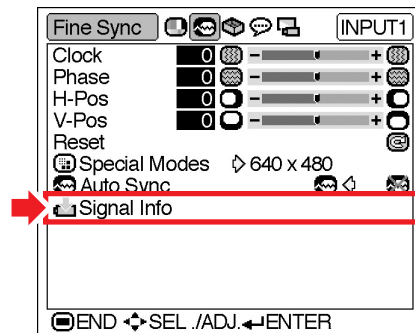 Fine Sync INPUT1
Clock 0 - +
Phase 0 - +
H-Pos 0 - +
V-Pos 0 - +
Reset
Special Modes 640 x 480
Auto Sync
Signal Info
END SEL ./ADJ. ENTER